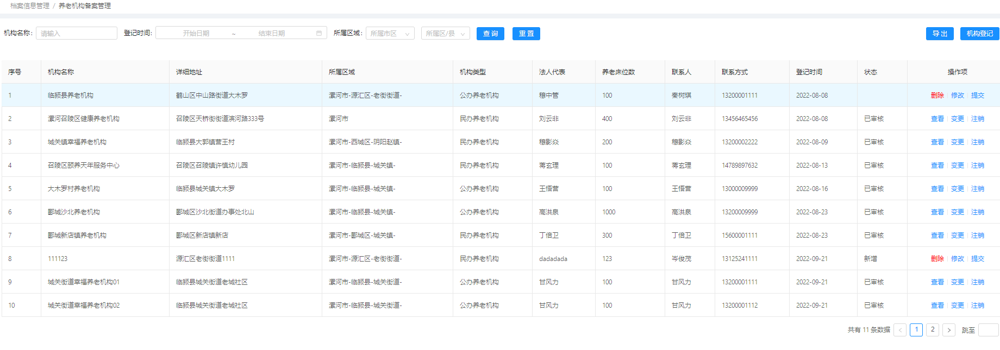 档案信息管理 / 养老机构备案管理
机构名称: 请输入 登记时间: 开始日期 ~ 结束日期 所属区域: 所属市区 所属区/县 查 询 重 置 导 出 机构登记
序号 机构名称 详细地址 所属区域 机构类型 法人代表 养老床位数 联系人 联系方式 登记时间 状态 操作项
1 临颍县养老机构 鹤山区中山路街道大木罗 漯河市-源汇区-老街街道- 公办养老机构 穆中管 100 秦树琪 13200001111 2022-08-08 删除 修改 提交
2 漯河召陵区健康养老机构 召陵区天桥街街道滨河路333号 漯河市 民办养老机构 刘云非 400 刘云非 13456465456 2022-08-08 已审核 查看 变更 注销
3 城关镇幸福养老机构 临颍县大郭镇营王村 漯河市-西城区-阴阳赵镇- 民办养老机构 穆影焱 200 穆影焱 13200002222 2022-08-09 已审核 查看 变更 注销
4 召陵区颐养天年服务中心 召陵区召陵镇许慎幼儿园 漯河市-临颍县-城关镇- 民办养老机构 蒋玄理 100 蒋玄理 14789897632 2022-08-13 已审核 查看 变更 注销
5 大木罗村养老机构 临颍县城关镇大木罗 漯河市-临颍县-城关镇- 公办养老机构 王悟营 100 王悟营 13000009999 2022-08-16 已审核 查看 变更 注销
6 郾城沙北养老机构 郾城区沙北街道办事处北山 漯河市-临颍县-城关镇- 公办养老机构 高洪泉 1000 高洪泉 13200009999 2022-08-23 已审核 查看 变更 注销
7 郾城新店镇养老机构 郾城区新店镇新店 漯河市-郾城区-城关镇- 民办养老机构 丁倍卫 300 丁倍卫 15600001111 2022-08-23 已审核 查看 变更 注销
8 111123 源汇区老街街道1111 漯河市-源汇区-老街街道- 民办养老机构 dadadada 123 岑俊茂 13125241111 2022-09-21 新增 删除 修改 提交
9 城关街道幸福养老机构01 临颍县城关街道老城社区 漯河市-临颍县-城关街道- 公办养老机构 甘风力 100 甘风力 13200001111 2022-09-21 已审核 查看 变更 注销
10 城关街道幸福养老机构02 临颍县城关街道老城社区 漯河市-临颍县-城关街道- 公办养老机构 甘风力 100 甘风力 13200001112 2022-09-21 已审核 查看 变更 注销
共有 11 条数据 < 1 2 > 跳至